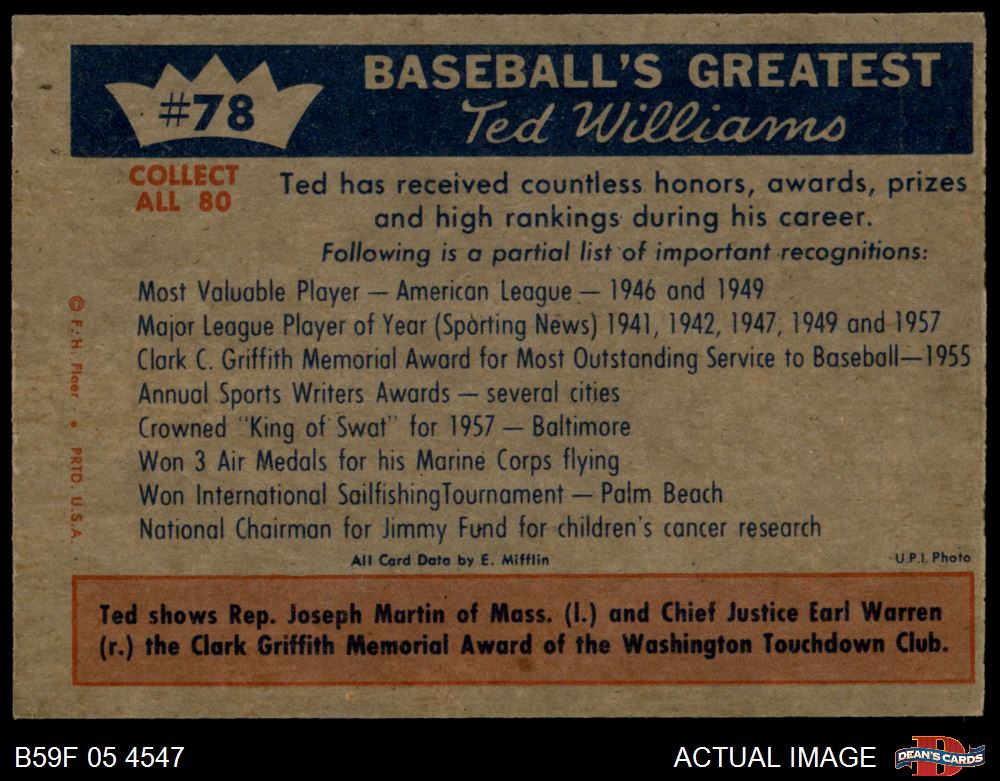 #78
BASEBALL'S GREATEST
Ted Williams
COLLECT
ALL 80
Ted has received countless honors, awards, prizes
and high rankings during his career.
Following is a partial list of important recognitions:
Most Valuable Player — American League — 1946 and 1949
Major League Player of Year (Sporting News) 1941, 1942, 1947, 1949 and 1957
Clark C. Griffith Memorial Award for Most Outstanding Service to Baseball—1955
Annual Sports Writers Awards — several cities
Crowned "King of Swat" for 1957 — Baltimore
Won 3 Air Medals for his Marine Corps flying
Won International SailfishingTournament — Palm Beach
National Chairman for Jimmy Fund for children's cancer research
© F. H. Fleer • PRTD. U.S.A.
All Card Data by E. Mifflin
U.P.I. Photo
Ted shows Rep. Joseph Martin of Mass. (l.) and Chief Justice Earl Warren
(r.) the Clark Griffith Memorial Award of the Washington Touchdown Club.
B59F 05 4547
ACTUAL IMAGE
D
DEAN'S CARDS